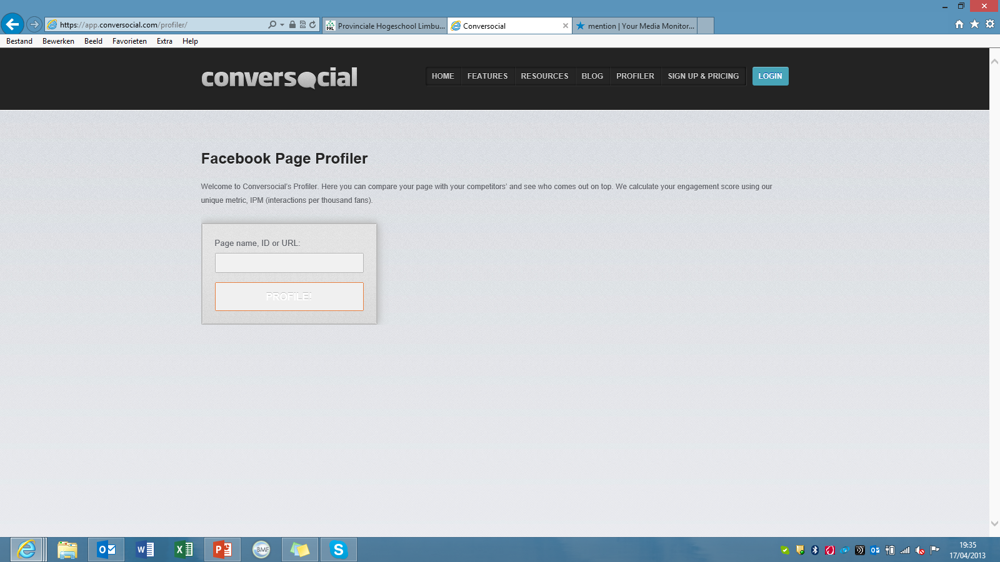 https://app.conversocial.com/profiler/
PHL Provinciale Hogeschool Limbu...
Conversocial
mention | Your Media Monitor...
Bestand Bewerken Beeld Favorieten Extra Help
conversocial
HOME FEATURES RESOURCES BLOG PROFILER SIGN UP & PRICING LOGIN
Facebook Page Profiler
Welcome to Conversocial's Profiler. Here you can compare your page with your competitors' and see who comes out on top. We calculate your engagement score using our
unique metric, IPM (interactions per thousand fans).
Page name, ID or URL:
PROFILE!
BMF
19:35
17/04/2013